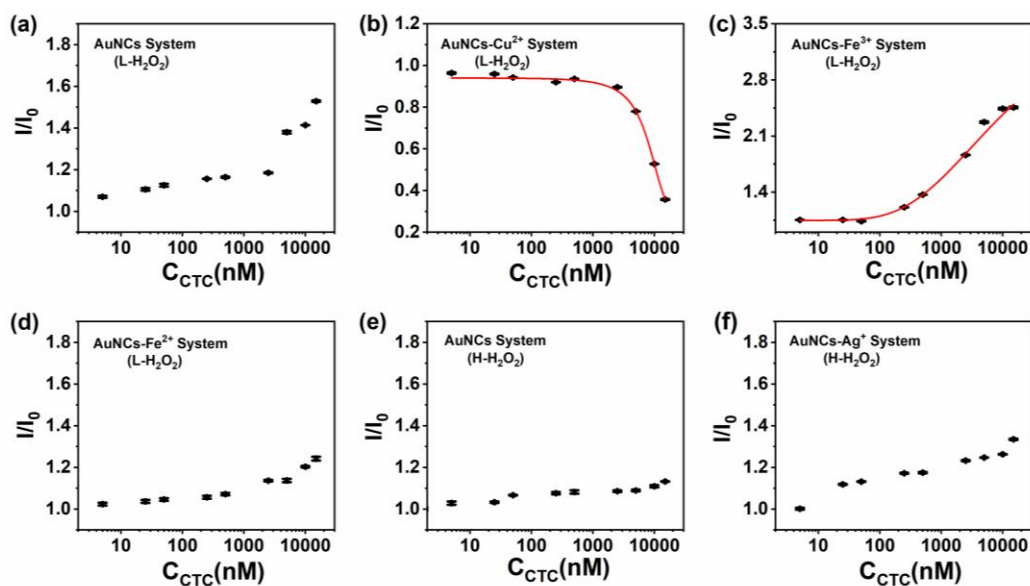 (a)
AuNCs System
(L-H₂O₂)
I/I₀
1.8
1.6
1.4
1.2
1.0
10 100 1000 10000
C_CTC(nM)
(b)
AuNCs-Cu²⁺ System
(L-H₂O₂)
I/I₀
1.2
1.0
0.8
0.6
0.4
0.2
10 100 1000 10000
C_CTC(nM)
(c)
AuNCs-Fe³⁺ System
(L-H₂O₂)
I/I₀
3.5
2.8
2.1
1.4
10 100 1000 10000
C_CTC(nM)
(d)
AuNCs-Fe²⁺ System
(L-H₂O₂)
I/I₀
1.8
1.6
1.4
1.2
1.0
10 100 1000 10000
C_CTC(nM)
(e)
AuNCs System
(H-H₂O₂)
I/I₀
1.8
1.6
1.4
1.2
1.0
10 100 1000 10000
C_CTC(nM)
(f)
AuNCs-Ag⁺ System
(H-H₂O₂)
I/I₀
1.8
1.6
1.4
1.2
1.0
10 100 1000 10000
C_CTC(nM)